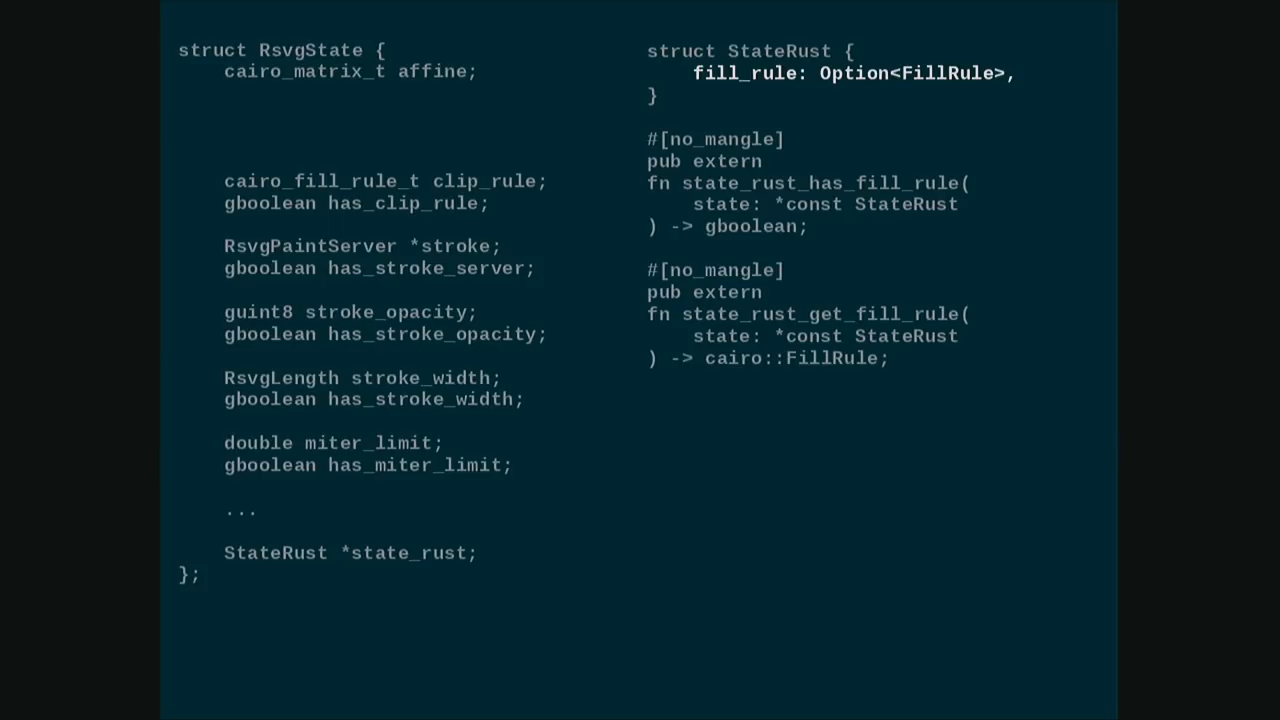 struct RsvgState {
    cairo_matrix_t affine;
    cairo_fill_rule_t clip_rule;
    gboolean has_clip_rule;
    RsvgPaintServer *stroke;
    gboolean has_stroke_server;
    guint8 stroke_opacity;
    gboolean has_stroke_opacity;
    RsvgLength stroke_width;
    gboolean has_stroke_width;
    double miter_limit;
    gboolean has_miter_limit;
    ...
    StateRust *state_rust;
};
struct StateRust {
    fill_rule: Option<FillRule>,
}
#[no_mangle]
pub extern
fn state_rust_has_fill_rule(
    state: *const StateRust
) -> gboolean;
#[no_mangle]
pub extern
fn state_rust_get_fill_rule(
    state: *const StateRust
) -> cairo::FillRule;